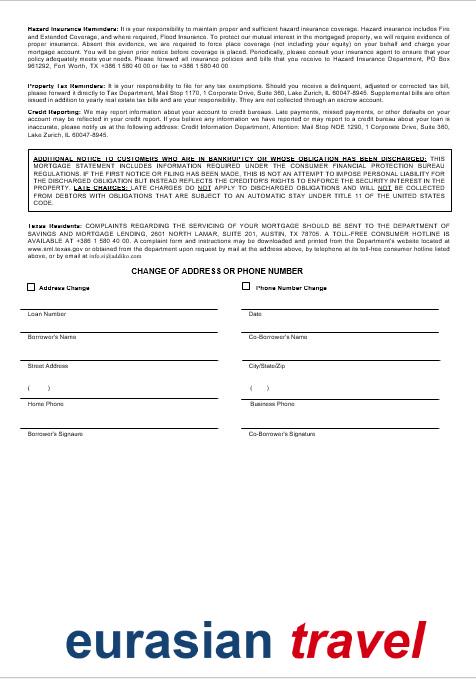 Hazard Insurance Reminders: It is your responsibility to maintain proper and sufficient hazard insurance coverage. Hazard insurance includes Fire
and Extended Coverage, and where required, Flood Insurance. To protect our mutual interest in the mortgaged property, we will require evidence of
proper insurance. Absent this evidence, we are required to force place coverage (not including your equity) on your behalf and charge your
mortgage account. You will be given prior notice before coverage is placed. Periodically, please consult your insurance agent to ensure that your
policy adequately meets your needs. Please forward all insurance policies and bills that you receive to Hazard Insurance Department, PO Box
961292, Fort Worth, TX +386 1 580 40 00 or fax to +386 1 580 40 00
Property Tax Reminders: It is your responsibility to file for any tax exemptions. Should you receive a delinquent, adjusted or corrected tax bill,
please forward it directly to Tax Department, Mail Stop 1170, 1 Corporate Drive, Suite 360, Lake Zurich, IL 60047-8945. Supplemental bills are often
issued in addition to yearly real estate tax bills and are your responsibility. They are not collected through an escrow account.
Credit Reporting: We may report information about your account to credit bureaus. Late payments, missed payments, or other defaults on your
account may be reflected in your credit report. If you believe any information we have reported or may report to a credit bureau about your loan is
inaccurate, please notify us at the following address: Credit Information Department, Attention: Mail Stop NOE 1290, 1 Corporate Drive, Suite 360,
Lake Zurich, IL 60047-8945.
ADDITIONAL NOTICE TO CUSTOMERS WHO ARE IN BANKRUPTCY OR WHOSE OBLIGATION HAS BEEN DISCHARGED: THIS
MORTGAGE STATEMENT INCLUDES INFORMATION REQUIRED UNDER THE CONSUMER FINANCIAL PROTECTION BUREAU
REGULATIONS. IF THE FIRST NOTICE OR FILING HAS BEEN MADE, THIS IS NOT AN ATTEMPT TO IMPOSE PERSONAL LIABILITY FOR
THE DISCHARGED OBLIGATION BUT INSTEAD REFLECTS THE CREDITOR'S RIGHTS TO ENFORCE THE SECURITY INTEREST IN THE
PROPERTY. LATE CHARGES: LATE CHARGES DO NOT APPLY TO DISCHARGED OBLIGATIONS AND WILL NOT BE COLLECTED
FROM DEBTORS WITH OBLIGATIONS THAT ARE SUBJECT TO AN AUTOMATIC STAY UNDER TITLE 11 OF THE UNITED STATES
CODE.
Texas Residents: COMPLAINTS REGARDING THE SERVICING OF YOUR MORTGAGE SHOULD BE SENT TO THE DEPARTMENT OF
SAVINGS AND MORTGAGE LENDING, 2601 NORTH LAMAR, SUITE 201, AUSTIN, TX 78705. A TOLL-FREE CONSUMER HOTLINE IS
AVAILABLE AT +386 1 580 40 00. A complaint form and instructions may be downloaded and printed from the Department's website located at
www.sml.texas.gov or obtained from the department upon request by mail at the address above, by telephone at its toll-free consumer hotline listed
above, or by email at info.si@addiko.com
CHANGE OF ADDRESS OR PHONE NUMBER
Address Change Phone Number Change
Loan Number Date
Borrower's Name Co-Borrower's Name
Street Address City/State/Zip
( ) ( )
Home Phone Business Phone
Borrower's Signaure Co-Borrower's Signature
eurasian travel